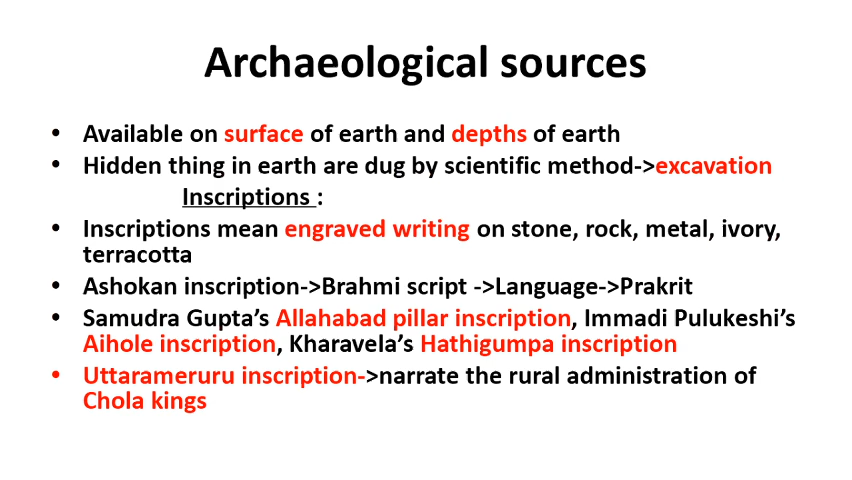 Archaeological sources
• Available on surface of earth and depths of earth
• Hidden thing in earth are dug by scientific method->excavation
Inscriptions :
• Inscriptions mean engraved writing on stone, rock, metal, ivory,
terracotta
• Ashokan inscription->Brahmi script ->Language->Prakrit
• Samudra Gupta’s Allahabad pillar inscription, Immadi Pulukeshi’s
Aihole inscription, Kharavela’s Hathigumpa inscription
• Uttarameruru inscription->narrate the rural administration of
Chola kings